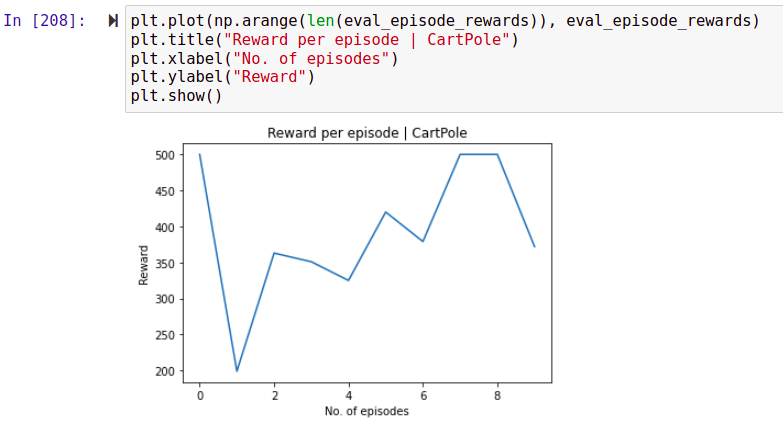 In [208]:
plt.plot(np.arange(len(eval_episode_rewards)), eval_episode_rewards)
plt.title("Reward per episode | CartPole")
plt.xlabel("No. of episodes")
plt.ylabel("Reward")
plt.show()
Reward per episode | CartPole
500
450
400
350
300
250
200
Reward
0 2 4 6 8
No. of episodes